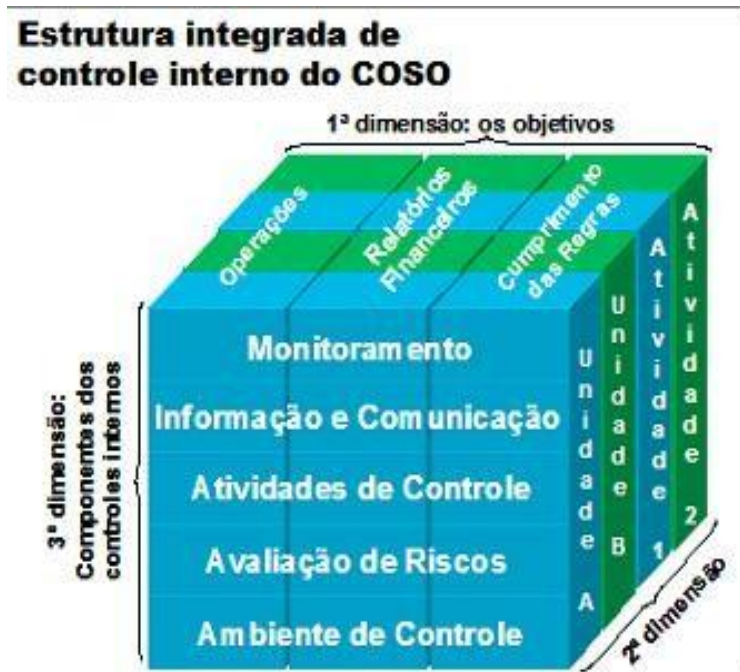 Estrutura integrada de
controle interno do COSO
1ª dimensão: os objetivos
Operações
Relatórios
Financeiros
Cumprimento
das Regras
Monitoramento
Informação e Comunicação
Atividades de Controle
Avaliação de Riscos
Ambiente de Controle
Unidade A
Unidade B
Atividade 1
Atividade 2
3ª dimensão:
Componentes dos
controles internos
2ª dimensão